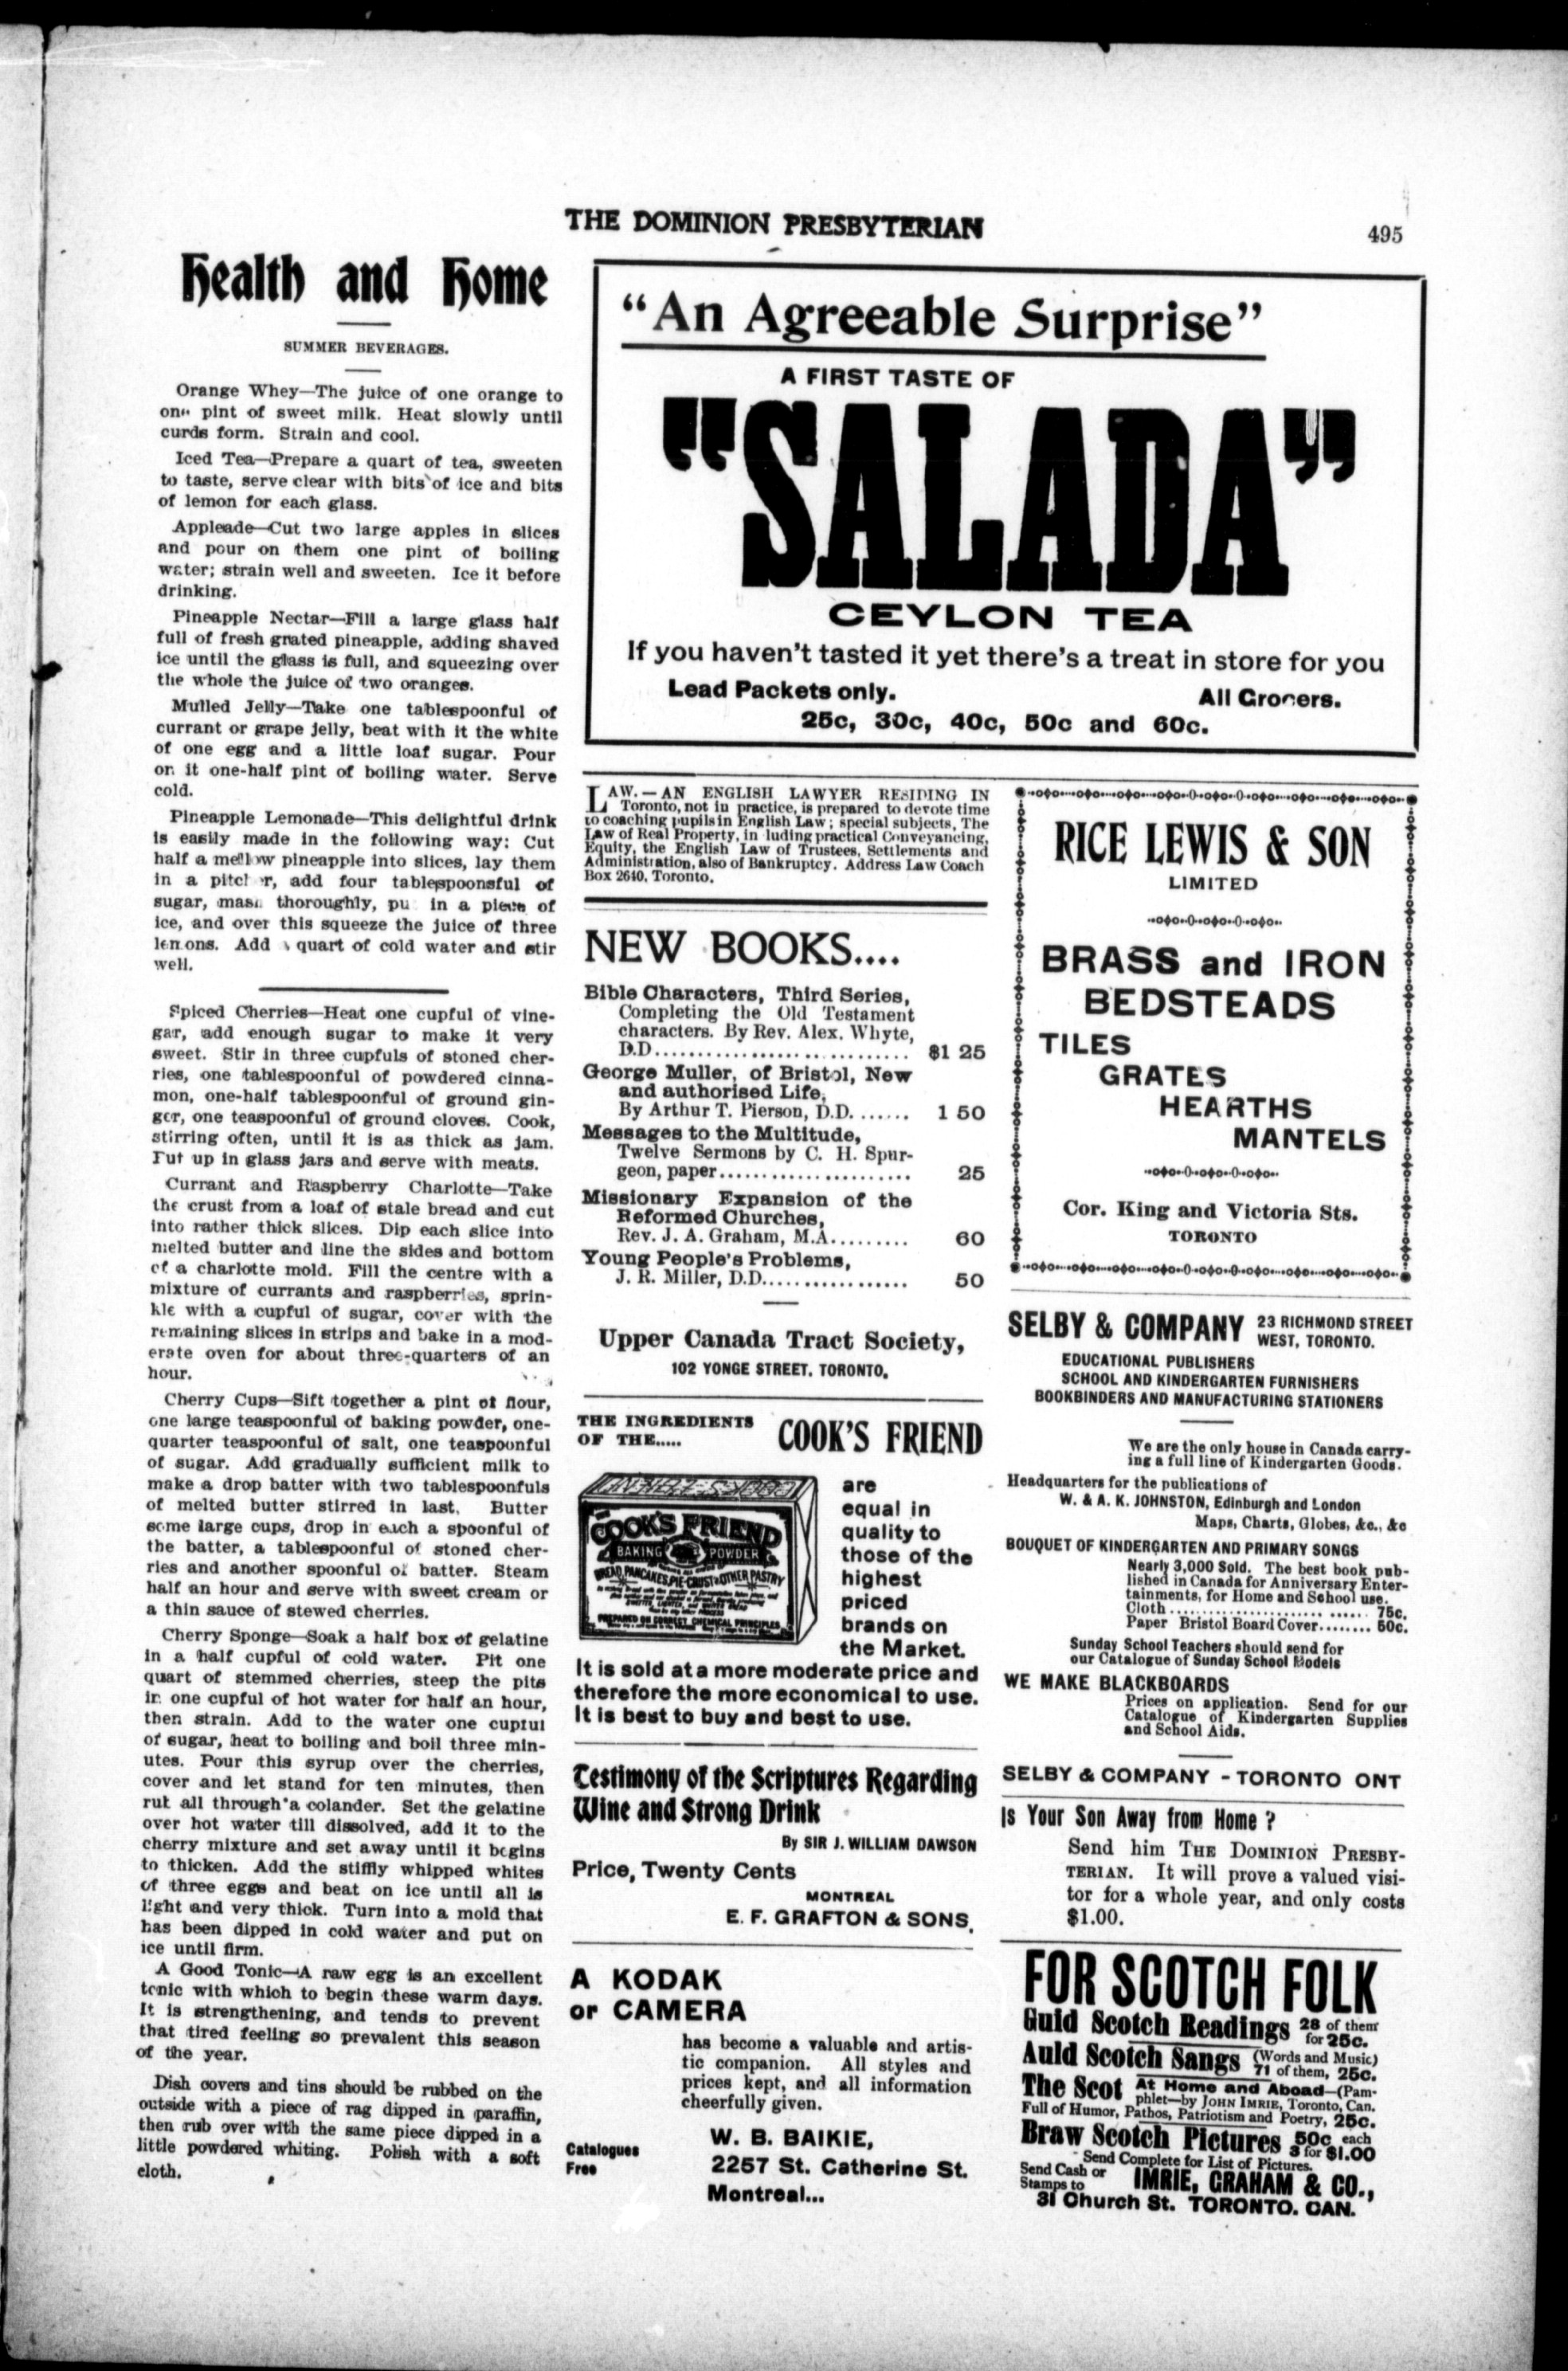 THE DOMINION PRESBYTERIAN
495
Health and Home
SUMMER BEVERAGES.
Orange Whey—The juice of one orange to
one pint of sweet milk. Heat slowly until
curds form. Strain and cool.
Iced Tea—Prepare a quart of tea, sweeten
to taste, serve clear with bits of ice and bits
of lemon for each glass.
Appleade—Cut two large apples in slices
and pour on them one pint of boiling
water; strain well and sweeten. Ice it before
drinking.
Pineapple Nectar—Fill a large glass half
full of fresh grated pineapple, adding shaved
ice until the glass is full, and squeezing over
the whole the juice of two oranges.
Mulled Jelly—Take one tablespoonful of
currant or grape jelly, beat with it the white
of one egg and a little loaf sugar. Pour
on it one-half pint of boiling water. Serve
cold.
Pineapple Lemonade—This delightful drink
is easily made in the following way: Cut
half a mellow pineapple into slices, lay them
in a pitcher, add four tablespoonsful of
sugar, mash thoroughly, pu in a piece of
ice, and over this squeeze the juice of three
lemons. Add quart of cold water and stir
well.
Spiced Cherries—Heat one cupful of vine-
gar, add enough sugar to make it very
sweet. Stir in three cupfuls of stoned cher-
ries, one tablespoonful of powdered cinna-
mon, one-half tablespoonful of ground gin-
ger, one teaspoonful of ground cloves. Cook,
stirring often, until it is as thick as jam.
Put up in glass jars and serve with meats.
Currant and Raspberry Charlotte—Take
the crust from a loaf of stale bread and cut
into rather thick slices. Dip each slice into
melted butter and line the sides and bottom
of a charlotte mold. Fill the centre with a
mixture of currants and raspberries, sprin-
kle with a cupful of sugar, cover with the
remaining slices in strips and bake in a mod-
erate oven for about three-quarters of an
hour.
Cherry Cups—Sift together a pint of flour,
one large teaspoonful of baking powder, one-
quarter teaspoonful of salt, one teaspoonful
of sugar. Add gradually sufficient milk to
make a drop batter with two tablespoonfuls
of melted butter stirred in last. Butter
some large cups, drop in each a spoonful of
the batter, a tablespoonful of stoned cher-
ries and another spoonful of batter. Steam
half an hour and serve with sweet cream or
a thin sauce of stewed cherries.
Cherry Sponge—Soak a half box of gelatine
in a half cupful of cold water. Pit one
quart of stemmed cherries, steep the pits
in one cupful of hot water for half an hour,
then strain. Add to the water one cupful
of sugar, heat to boiling and boil three min-
utes. Pour this syrup over the cherries,
cover and let stand for ten minutes, then
rub all through a colander. Set the gelatine
over hot water till dissolved, add it to the
cherry mixture and set away until it begins
to thicken. Add the stiffly whipped whites
of three eggs and beat on ice until all is
light and very thick. Turn into a mold that
has been dipped in cold water and put on
ice until firm.
A Good Tonic—A raw egg is an excellent
tonic with which to begin these warm days.
It is strengthening, and tends to prevent
that tired feeling so prevalent this season
of the year.
Dish covers and tins should be rubbed on the
outside with a piece of rag dipped in paraffin,
then rub over with the same piece dipped in a
little powdered whiting. Polish with a soft
cloth.
"An Agreeable Surprise"
A FIRST TASTE OF
"SALADA"
CEYLON TEA
If you haven't tasted it yet there's a treat in store for you
Lead Packets only. All Grocers.
25c, 30c, 40c, 50c and 60c.
LAW.—AN ENGLISH LAWYER RESIDING IN
Toronto, not in practice, is prepared to devote time
to coaching pupils in English Law; special subjects, The
Law of Real Property, in luding practical Conveyancing,
Equity, the English Law of Trustees, Settlements and
Administration, also of Bankruptcy. Address Law Coach
Box 2640, Toronto.
NEW BOOKS....
Bible Characters, Third Series,
Completing the Old Testament
characters. By Rev. Alex. Whyte,
D.D. $1 25
George Muller, of Bristol, New
and authorised Life,
By Arthur T. Pierson, D.D. 1 50
Messages to the Multitude,
Twelve Sermons by C. H. Spur-
geon, paper 25
Missionary Expansion of the
Reformed Churches,
Rev. J. A. Graham, M.A. 60
Young People's Problems,
J. R. Miller, D.D. 50
Upper Canada Tract Society,
102 YONGE STREET, TORONTO.
THE INGREDIENTS
OF THE.....
COOK'S FRIEND
COOK'S FRIEND
COOK'S FRIEND
BAKING POWDER
BREAD, PANCAKES, PIE-CRUST & OTHER PASTRY
PREPARED ON CORRECT CHEMICAL PRINCIPLES
are
equal in
quality to
those of the
highest
priced
brands on
the Market.
It is sold at a more moderate price and
therefore the more economical to use.
It is best to buy and best to use.
Testimony of the Scriptures Regarding
Wine and Strong Drink
By SIR J. WILLIAM DAWSON
Price, Twenty Cents
MONTREAL
E. F. GRAFTON & SONS,
A KODAK
or CAMERA
has become a valuable and artis-
tic companion. All styles and
prices kept, and all information
cheerfully given.
Catalogues
Free
W. B. BAIKIE,
2257 St. Catherine St.
Montreal...
RICE LEWIS & SON
LIMITED
BRASS and IRON
BEDSTEADS
TILES
GRATES
HEARTHS
MANTELS
Cor. King and Victoria Sts.
TORONTO
SELBY & COMPANY 23 RICHMOND STREET
WEST, TORONTO.
EDUCATIONAL PUBLISHERS
SCHOOL AND KINDERGARTEN FURNISHERS
BOOKBINDERS AND MANUFACTURING STATIONERS
We are the only house in Canada carry-
ing a full line of Kindergarten Goods.
Headquarters for the publications of
W. & A. K. JOHNSTON, Edinburgh and London
Maps, Charts, Globes, &c., &c
BOUQUET OF KINDERGARTEN AND PRIMARY SONGS
Nearly 3,000 Sold. The best book pub-
lished in Canada for Anniversary Enter-
tainments, for Home and School use.
Cloth 75c.
Paper Bristol Board Cover 50c.
Sunday School Teachers should send for
our Catalogue of Sunday School Models
WE MAKE BLACKBOARDS
Prices on application. Send for our
Catalogue of Kindergarten Supplies
and School Aids.
SELBY & COMPANY - TORONTO ONT
Is Your Son Away from Home?
Send him THE DOMINION PRESBY-
TERIAN. It will prove a valued visi-
tor for a whole year, and only costs
$1.00.
FOR SCOTCH FOLK
Guid Scotch Readings 28 of them
for 25c.
Auld Scotch Sangs (Words and Music)
71 of them, 25c.
The Scot At Home and Aboad—(Pam-
phlet—by JOHN IMRIE, Toronto, Can.
Full of Humor, Pathos, Patriotism and Poetry, 25c.
Braw Scotch Pictures 50c each
3 for $1.00
Send Complete for List of Pictures.
Send Cash or
Stamps to IMRIE, GRAHAM & CO.,
31 Church St. TORONTO. CAN.